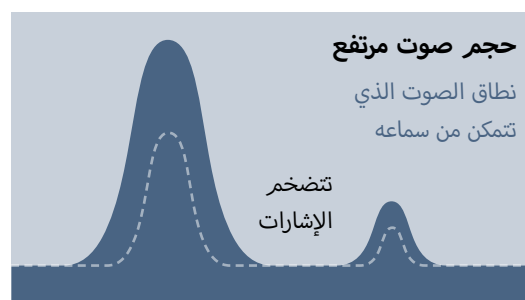 حجم صوت مرتفع
نطاق الصوت الذي
تتمكن من سماعه
تتضخم
الإشارات